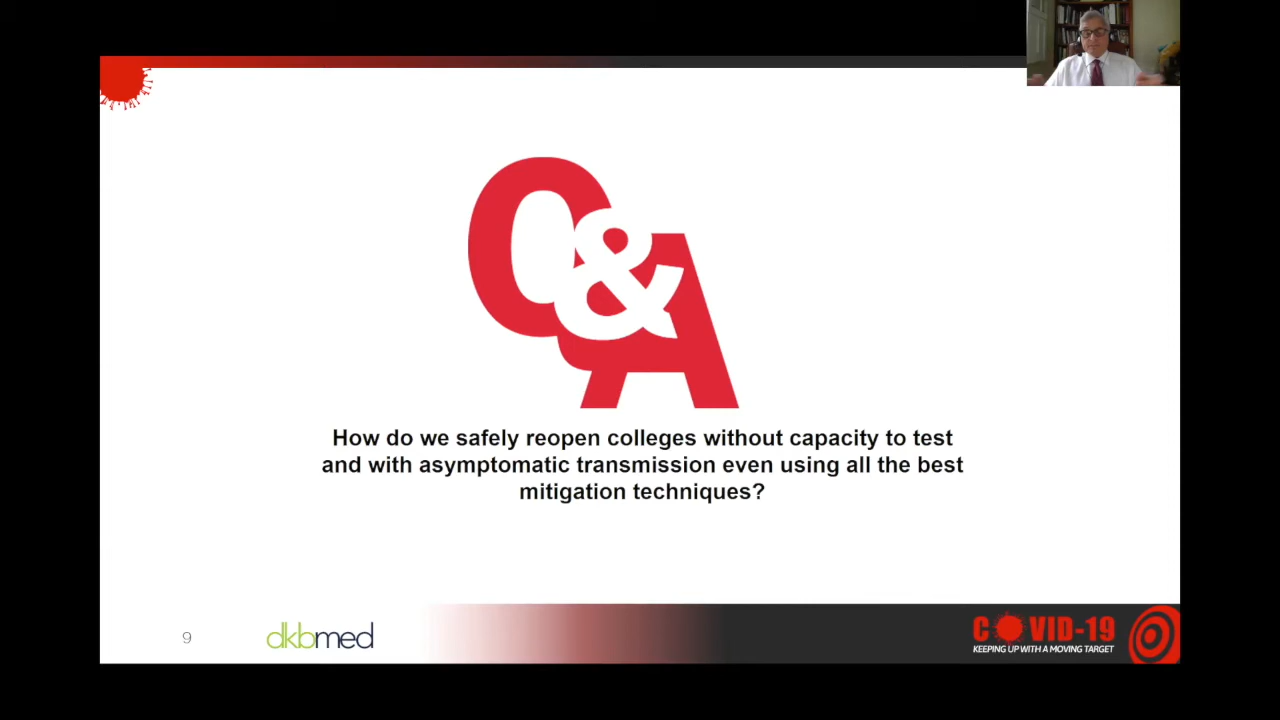 Q&A
How do we safely reopen colleges without capacity to test
and with asymptomatic transmission even using all the best
mitigation techniques?
9
dkbmed
COVID-19
KEEPING UP WITH A MOVING TARGET